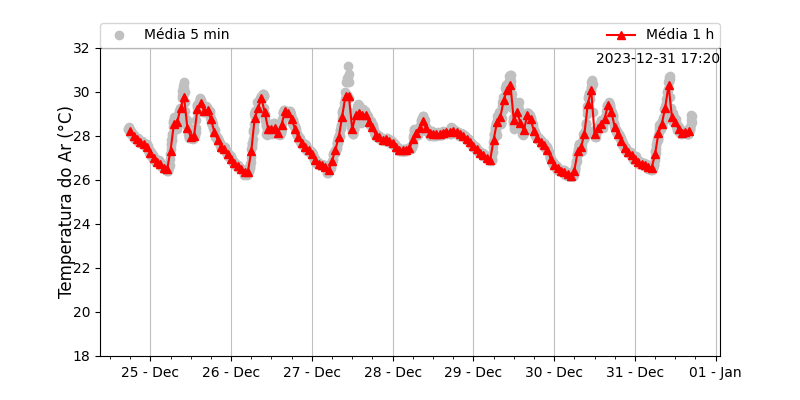 Média 5 min
Média 1 h
2023-12-31 17:20
Temperatura do Ar (°C)
32
30
28
26
24
22
20
18
25 - Dec
26 - Dec
27 - Dec
28 - Dec
29 - Dec
30 - Dec
31 - Dec
01 - Jan